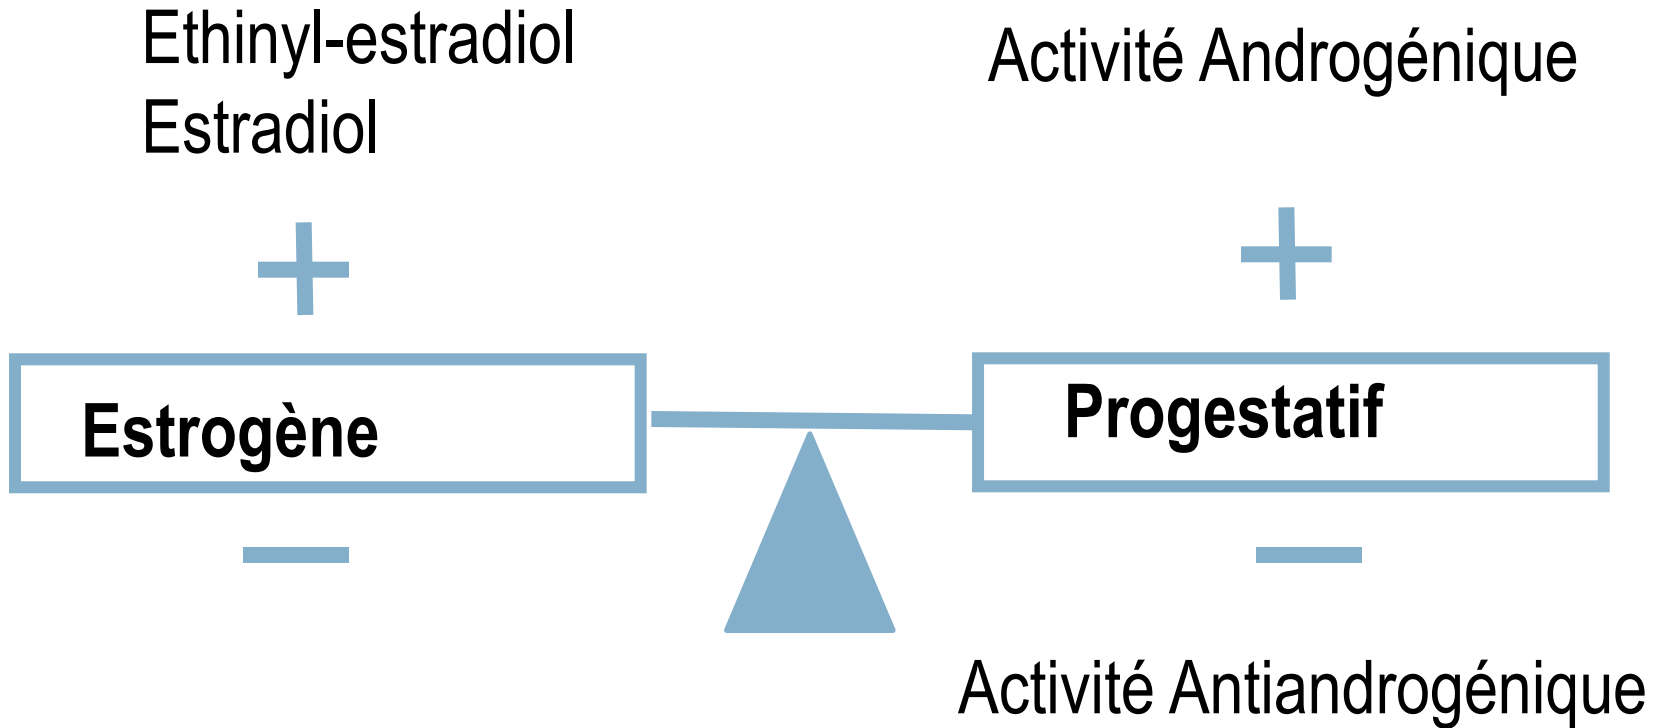 Ethinyl-estradiol
Estradiol
Activité Androgénique
Estrogène
Progestatif
Activité Antiandrogénique